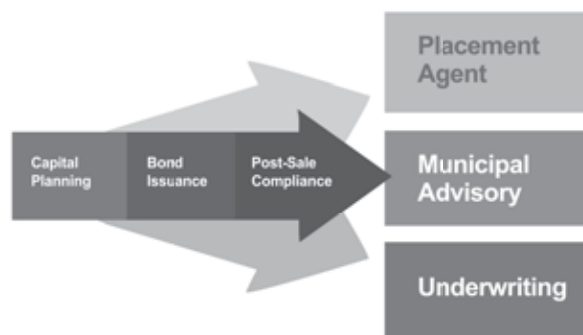 Capital
Planning
Bond
Issuance
Post-Sale
Compliance
Placement
Agent
Municipal
Advisory
Underwriting